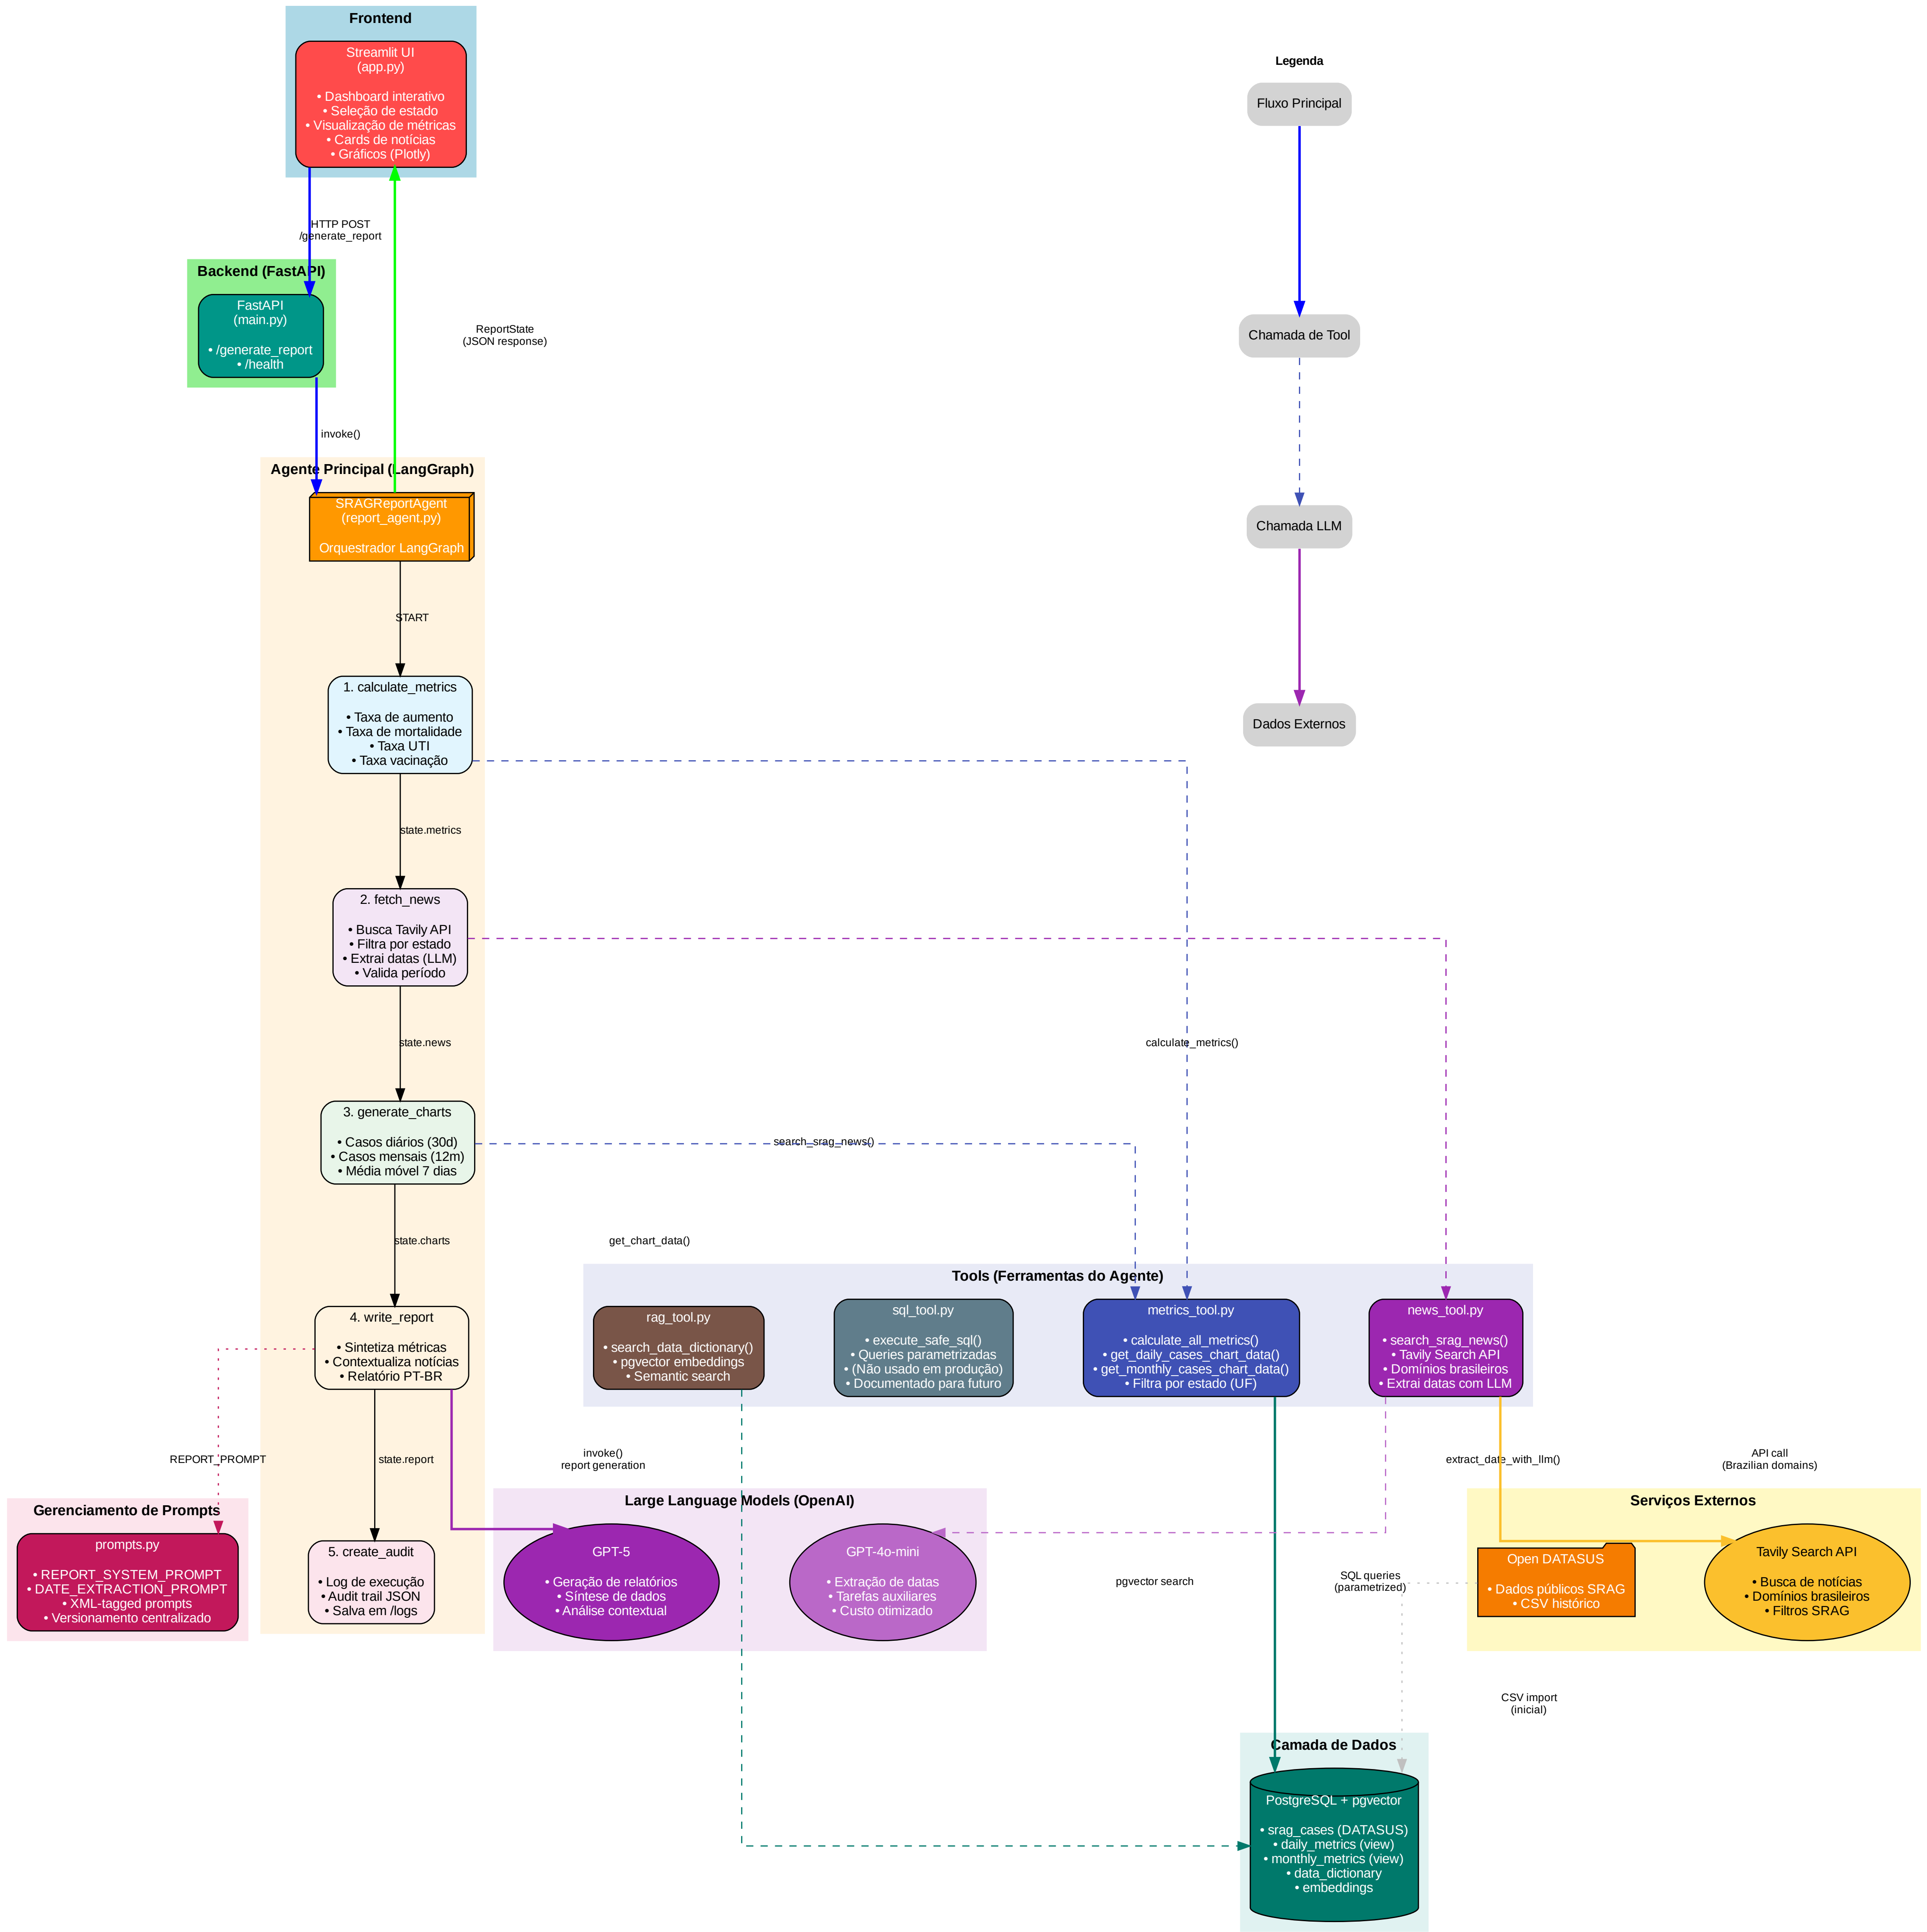 Frontend
Streamlit UI
(app.py)
• Dashboard interativo
• Seleção de estado
• Visualização de métricas
• Cards de notícias
• Gráficos (Plotly)
Legenda
Fluxo Principal
Chamada de Tool
Chamada LLM
Dados Externos
HTTP POST
/generate_report
Backend (FastAPI)
FastAPI
(main.py)
• /generate_report
• /health
ReportState
(JSON response)
invoke()
Agente Principal (LangGraph)
SRAGReportAgent
(report_agent.py)
Orquestrador LangGraph
START
1. calculate_metrics
• Taxa de aumento
• Taxa de mortalidade
• Taxa UTI
• Taxa vacinação
state.metrics
2. fetch_news
• Busca Tavily API
• Filtra por estado
• Extrai datas (LLM)
• Valida período
state.news
calculate_metrics()
3. generate_charts
• Casos diários (30d)
• Casos mensais (12m)
• Média móvel 7 dias
search_srag_news()
state.charts
get_chart_data()
4. write_report
• Sintetiza métricas
• Contextualiza notícias
• Relatório PT-BR
Tools (Ferramentas do Agente)
rag_tool.py
• search_data_dictionary()
• pgvector embeddings
• Semantic search
sql_tool.py
• execute_safe_sql()
• Queries parametrizadas
• (Não usado em produção)
• Documentado para futuro
metrics_tool.py
• calculate_all_metrics()
• get_daily_cases_chart_data()
• get_monthly_cases_chart_data()
• Filtra por estado (UF)
news_tool.py
• search_srag_news()
• Tavily Search API
• Domínios brasileiros
• Extrai datas com LLM
REPORT_PROMPT
state.report
invoke()
report generation
extract_date_with_llm()
API call
(Brazilian domains)
Gerenciamento de Prompts
prompts.py
• REPORT_SYSTEM_PROMPT
• DATE_EXTRACTION_PROMPT
• XML-tagged prompts
• Versionamento centralizado
5. create_audit
• Log de execução
• Audit trail JSON
• Salva em /logs
Large Language Models (OpenAI)
GPT-5
• Geração de relatórios
• Síntese de dados
• Análise contextual
GPT-4o-mini
• Extração de datas
• Tarefas auxiliares
• Custo otimizado
pgvector search
SQL queries
(parametrized)
Serviços Externos
Open DATASUS
• Dados públicos SRAG
• CSV histórico
Tavily Search API
• Busca de notícias
• Domínios brasileiros
• Filtros SRAG
CSV import
(inicial)
Camada de Dados
PostgreSQL + pgvector
• srag_cases (DATASUS)
• daily_metrics (view)
• monthly_metrics (view)
• data_dictionary
• embeddings